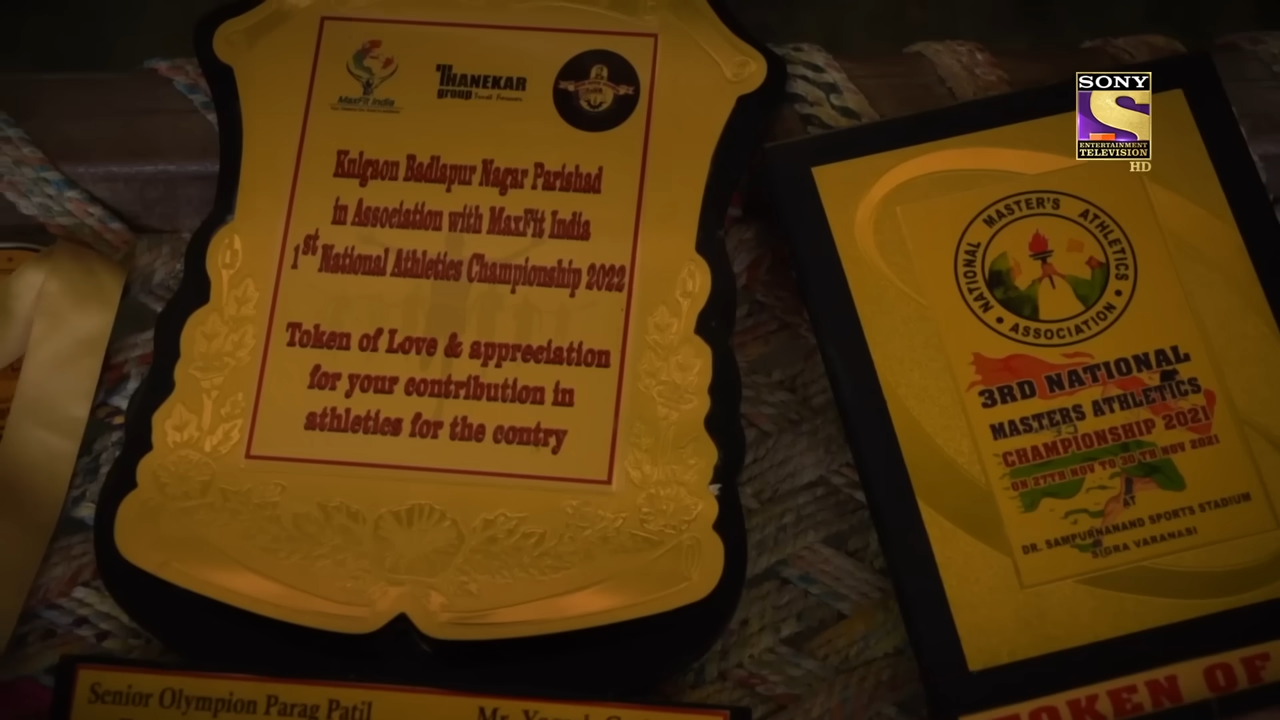 MaxFit India
THANEKAR
group
Kulgaon Badlapur Nagar Parishad
in Association with MaxFit India
1st National Athletics Championship 2022
Token of Love & appreciation
for your contribution in
athletics for the contry
Senior Olympion Parag Patil
SONY
ENTERTAINMENT
TELEVISION
HD
NATIONAL MASTER'S ATHLETICS
• ASSOCIATION •
3RD NATIONAL
MASTERS ATHLETICS
CHAMPIONSHIP 2021
ON 27TH NOV TO 30 TH NOV 2021
AT
DR. SAMPURNANAND SPORTS STADIUM
SIGRA VARANASI
TOKEN OF